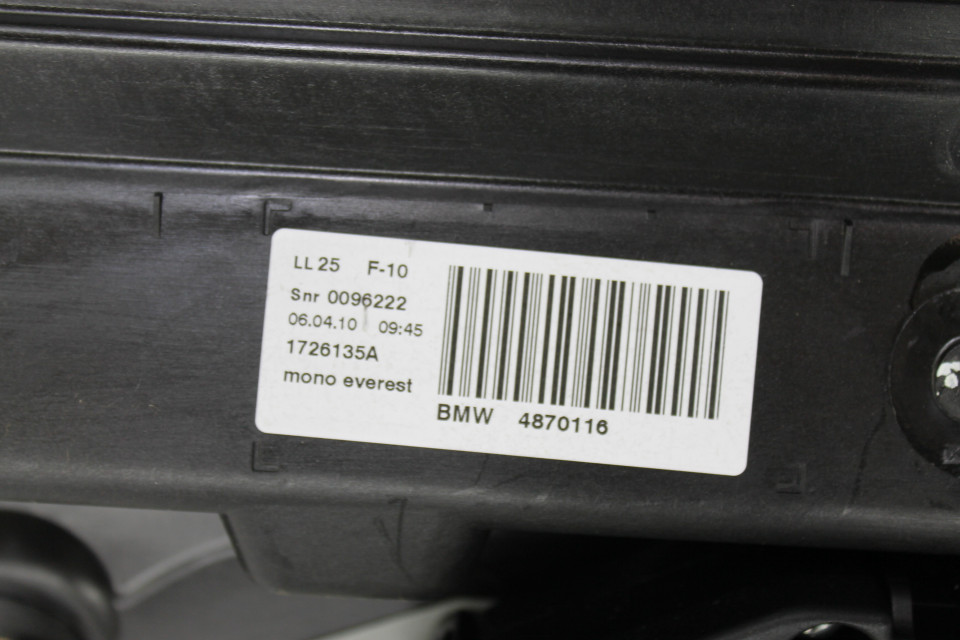 LL 25 F-10
Snr 0096222
06.04.10 09:45
1726135A
mono everest
BMW 4870116